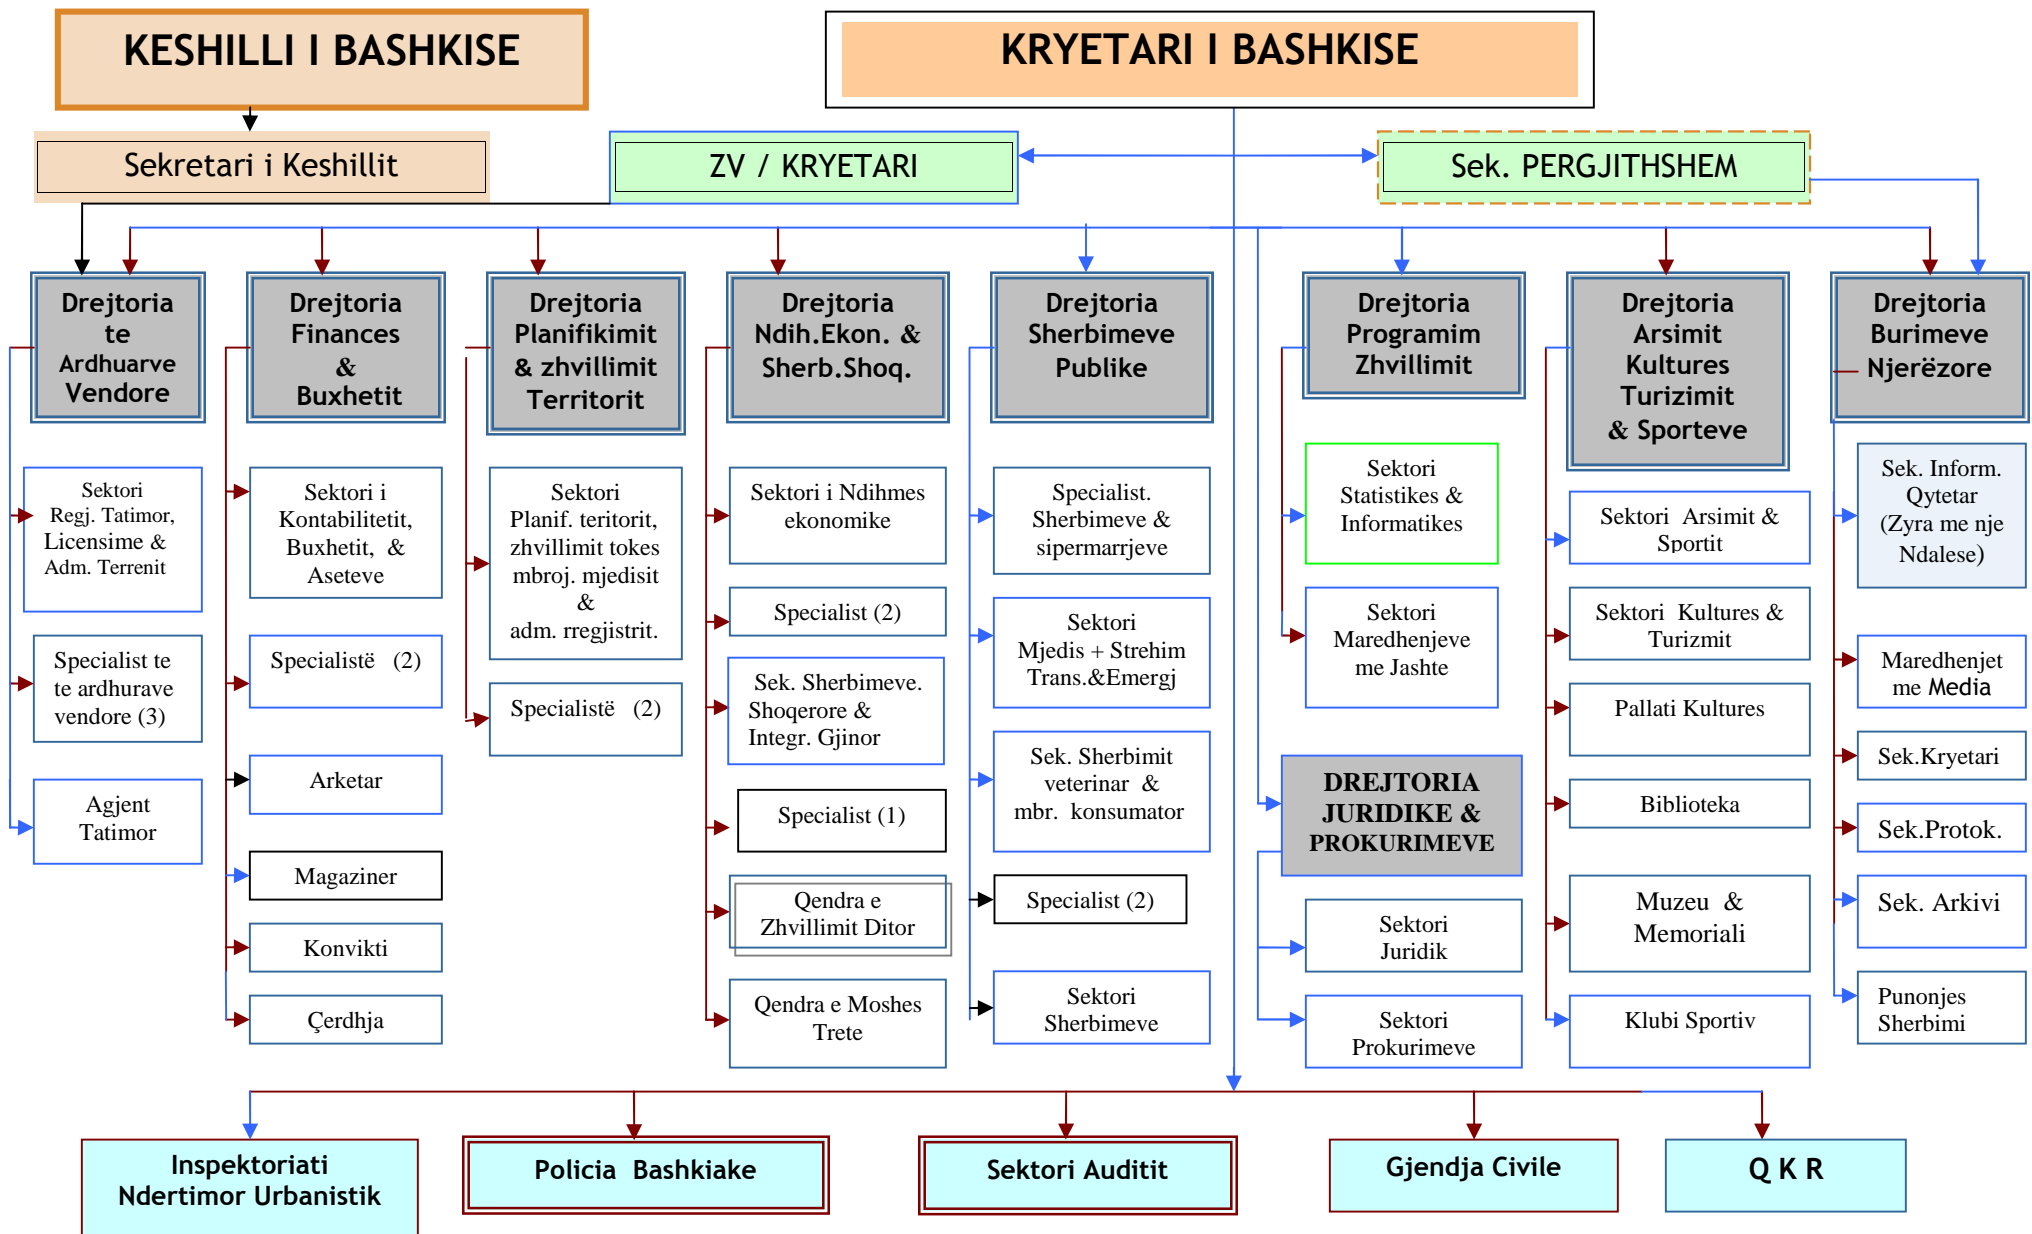 KESHILLI I BASHKISE
KRYETARI I BASHKISE
Sekretari i Keshillit
ZV / KRYETARI
Sek. PERGJITHSHEM
Drejtoria
te
Ardhuarve
Vendore
Drejtoria
Finances
&
Buxhetit
Drejtoria
Planifikimit
& zhvillimit
Territorit
Drejtoria
Ndih.Ekon. &
Sherb.Shoq.
Drejtoria
Sherbimeve
Publike
Drejtoria
Programim
Zhvillimit
Drejtoria
Arsimit
Kultures
Turizimit
& Sporteve
Drejtoria
Burimeve
Njerëzore
Sektori
Regj. Tatimor,
Licensime &
Adm. Terrenit
Specialist te
te ardhurave
vendore (3)
Agjent
Tatimor
Sektori i
Kontabilitetit,
Buxhetit, &
Aseteve
Specialistë (2)
Arketar
Magaziner
Konvikti
Çerdhja
Sektori
Planif. teritorit,
zhvillimit tokes
mbroj. mjedisit
&
adm. rregjistrit.
Specialistë (2)
Sektori i Ndihmes
ekonomike
Specialist (2)
Sek. Sherbimeve.
Shoqerore &
Integr. Gjinor
Specialist (1)
Qendra e
Zhvillimit Ditor
Qendra e Moshes
Trete
Specialist.
Sherbimeve &
sipermarrjeve
Sektori
Mjedis + Strehim
Trans.&Emergj
Sek. Sherbimit
veterinar &
mbr. konsumator
Specialist (2)
Sektori
Sherbimeve
Sektori
Statistikes &
Informatikes
Sektori
Maredhenjeve
me Jashte
DREJTORIA
JURIDIKE &
PROKURIMEVE
Sektori
Juridik
Sektori
Prokurimeve
Sektori Arsimit &
Sportit
Sektori Kultures &
Turizmit
Pallati Kultures
Biblioteka
Muzeu &
Memoriali
Klubi Sportiv
Sek. Inform.
Qytetar
(Zyra me nje
Ndalese)
Maredhenjet
me Media
Sek.Kryetari
Sek.Protok.
Sek. Arkivi
Punonjes
Sherbimi
Inspektoriati
Ndertimor Urbanistik
Policia Bashkiake
Sektori Auditit
Gjendja Civile
Q K R